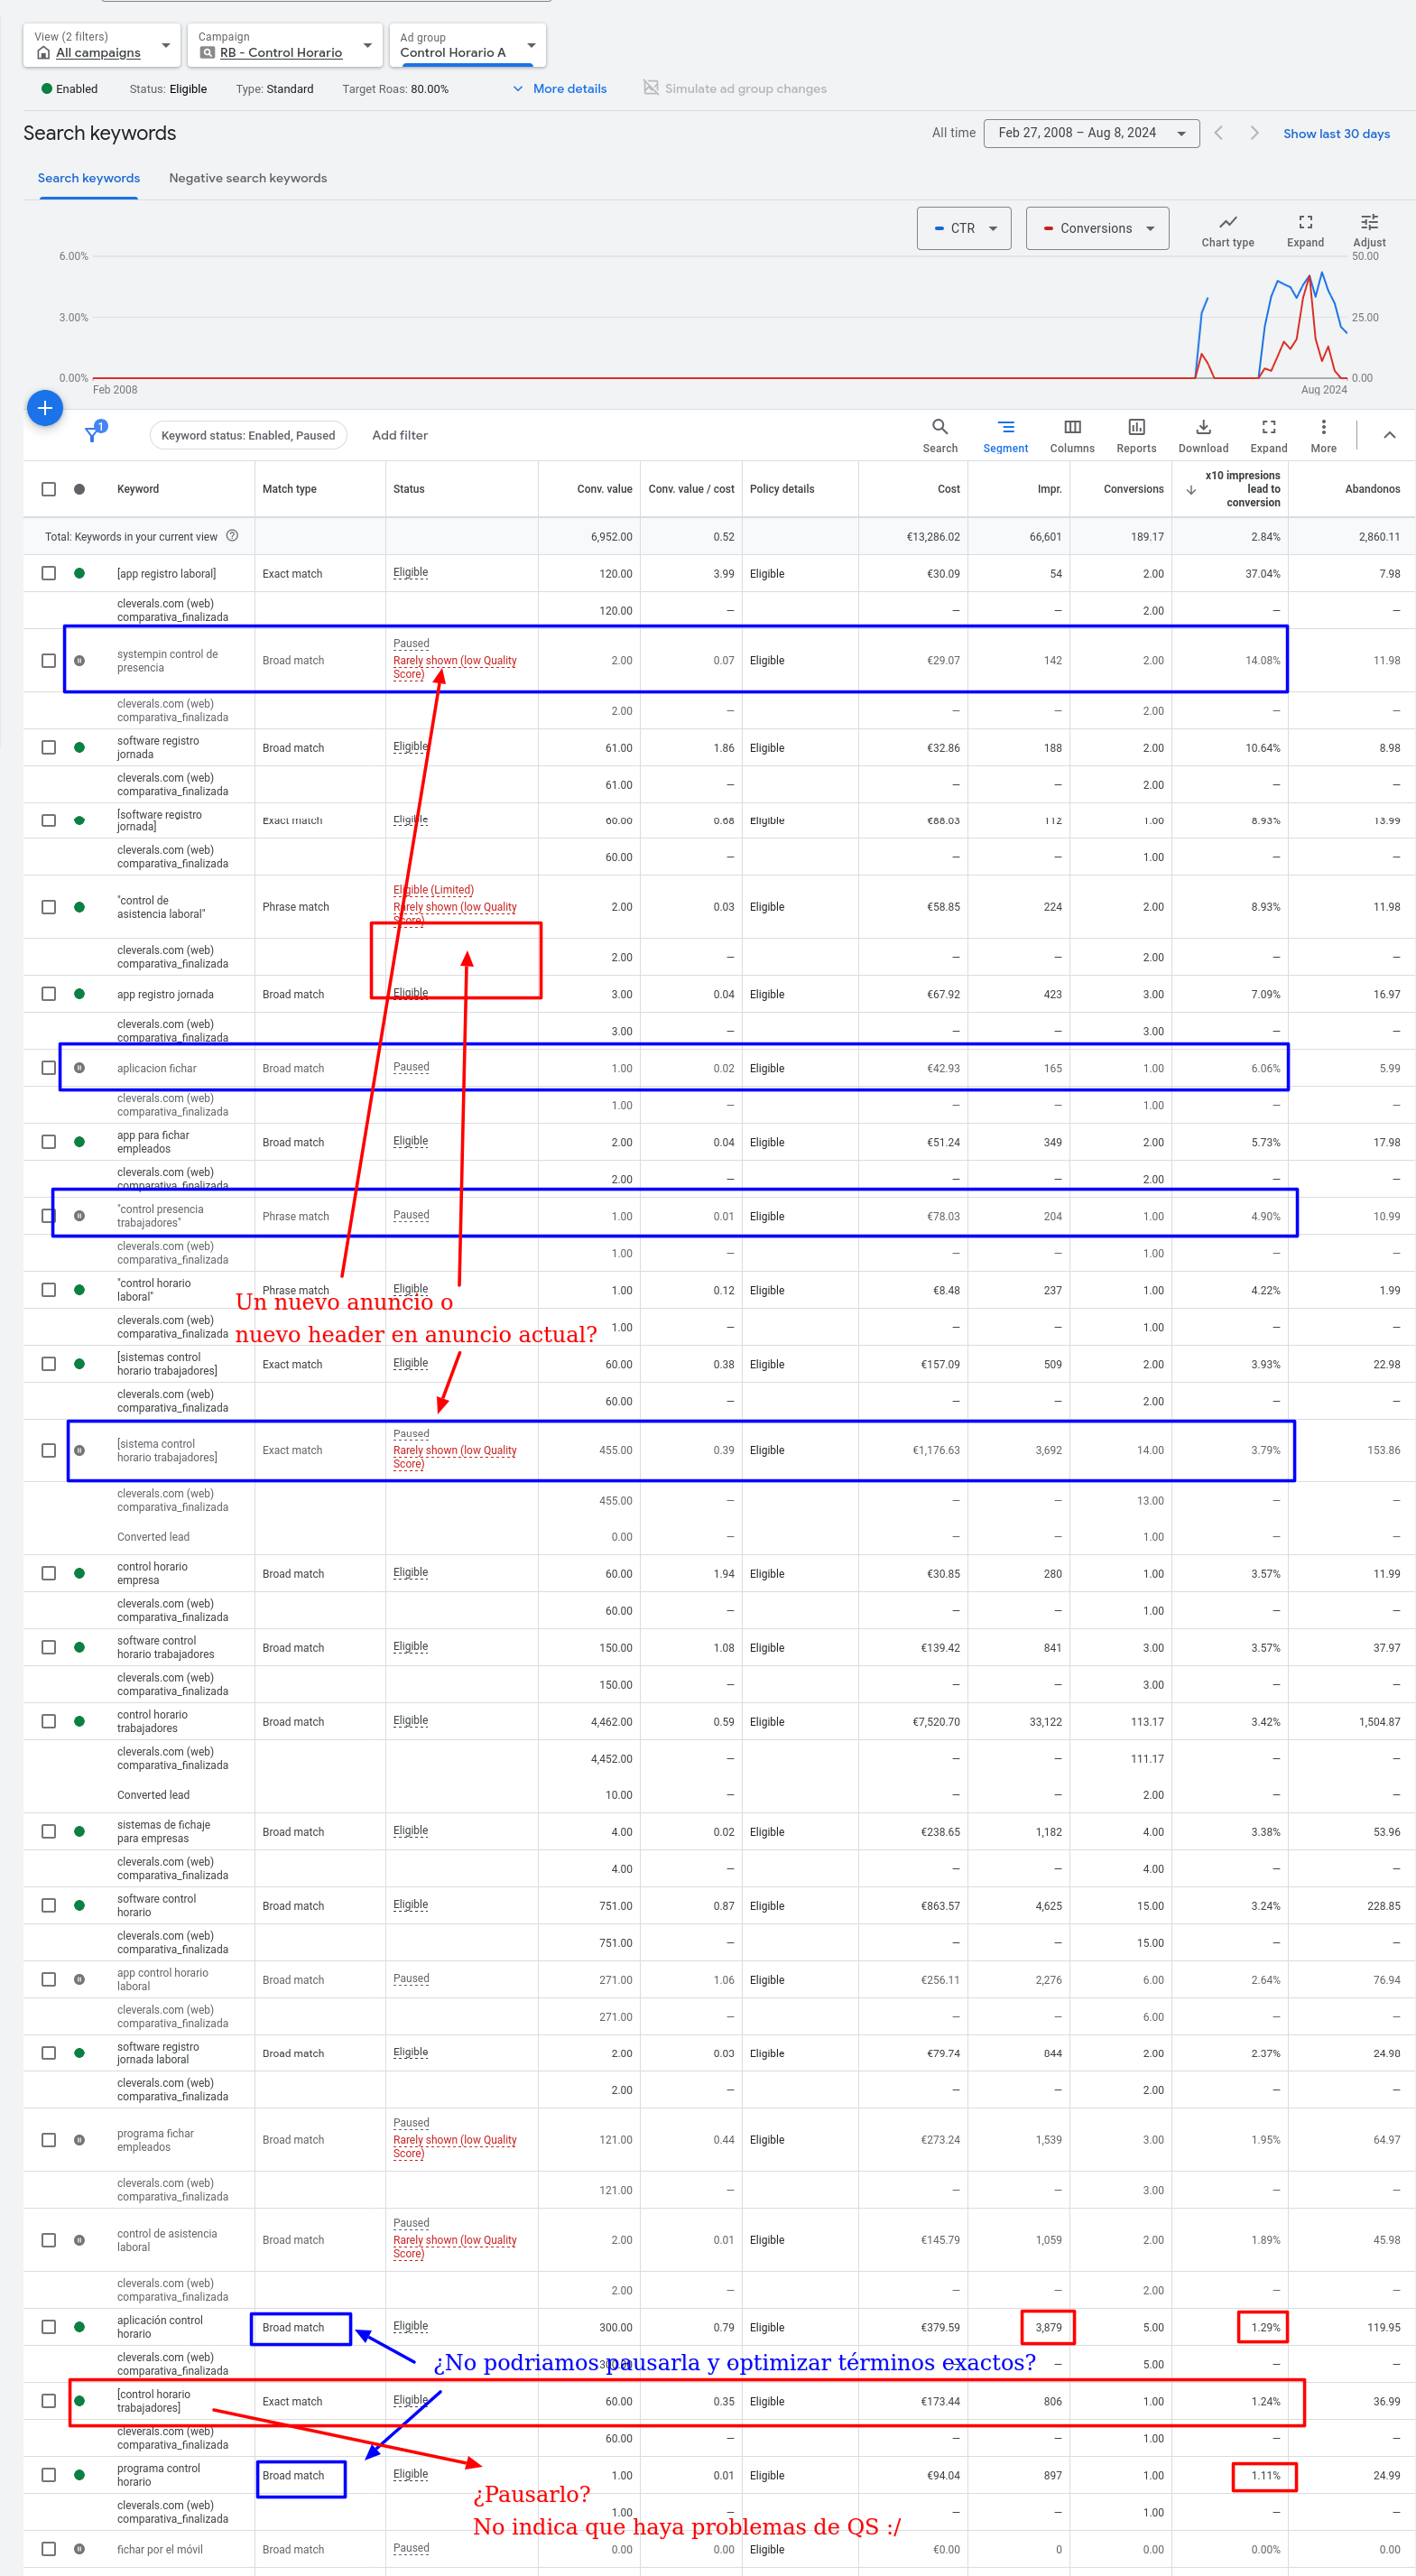 View (2 filters)
All campaigns
Campaign
RB - Control Horario
Ad group
Control Horario A
Enabled Status: Eligible Type: Standard Target Roas: 80.00% More details Simulate ad group changes
Search keywords
All time Feb 27, 2008 – Aug 8, 2024 Show last 30 days
Search keywords Negative search keywords
CTR Conversions Chart type Expand Adjust
6.00% 50.00
3.00% 25.00
0.00% 0.00
Feb 2008 Aug 2024
1
Keyword status: Enabled, Paused Add filter
Search Segment Columns Reports Download Expand More
Keyword Match type Status Conv. value Conv. value / cost Policy details Cost Impr. Conversions x10 impresions lead to conversion Abandonos
Total: Keywords in your current view 6,952.00 0.52 €13,286.02 66,601 189.17 2.84% 2,860.11
[app registro laboral] Exact match Eligible 120.00 3.99 Eligible €30.09 54 2.00 37.04% 7.98
cleverals.com (web) comparativa_finalizada 120.00 — — — 2.00 — —
systempin control de presencia Broad match Paused Rarely shown (low Quality Score) 2.00 0.07 Eligible €29.07 142 2.00 14.08% 11.98
cleverals.com (web) comparativa_finalizada 2.00 — — — 2.00 — —
software registro jornada Broad match Eligible 61.00 1.86 Eligible €32.86 188 2.00 10.64% 8.98
cleverals.com (web) comparativa_finalizada 61.00 — — — 2.00 — —
[software registro jornada] Exact match Eligible 60.00 0.68 Eligible €88.03 112 1.00 8.93% 13.99
cleverals.com (web) comparativa_finalizada 60.00 — — — 1.00 — —
"control de asistencia laboral" Phrase match Eligible (Limited) Rarely shown (low Quality Score) 2.00 0.03 Eligible €58.85 224 2.00 8.93% 11.98
cleverals.com (web) comparativa_finalizada 2.00 — — — 2.00 — —
app registro jornada Broad match Eligible 3.00 0.04 Eligible €67.92 423 3.00 7.09% 16.97
cleverals.com (web) comparativa_finalizada 3.00 — — — 3.00 — —
aplicacion fichar Broad match Paused 1.00 0.02 Eligible €42.93 165 1.00 6.06% 5.99
cleverals.com (web) comparativa_finalizada 1.00 — — — 1.00 — —
app para fichar empleados Broad match Eligible 2.00 0.04 Eligible €51.24 349 2.00 5.73% 17.98
cleverals.com (web) comparativa_finalizada 2.00 — — — 2.00 — —
"control presencia trabajadores" Phrase match Paused 1.00 0.01 Eligible €78.03 204 1.00 4.90% 10.99
cleverals.com (web) comparativa_finalizada 1.00 — — — 1.00 — —
"control horario laboral" Phrase match Eligible 1.00 0.12 Eligible €8.48 237 1.00 4.22% 1.99
Un nuevo anuncio o
nuevo header en anuncio actual?
cleverals.com (web) comparativa_finalizada 1.00 — — — 1.00 — —
[sistemas control horario trabajadores] Exact match Eligible 60.00 0.38 Eligible €157.09 509 2.00 3.93% 22.98
cleverals.com (web) comparativa_finalizada 60.00 — — — 2.00 — —
[sistema control horario trabajadores] Exact match Paused Rarely shown (low Quality Score) 455.00 0.39 Eligible €1,176.63 3,692 14.00 3.79% 153.86
cleverals.com (web) comparativa_finalizada 455.00 — — — 13.00 — —
Converted lead 0.00 — — — 1.00 — —
control horario empresa Broad match Eligible 60.00 1.94 Eligible €30.85 280 1.00 3.57% 11.99
cleverals.com (web) comparativa_finalizada 60.00 — — — 1.00 — —
software control horario trabajadores Broad match Eligible 150.00 1.08 Eligible €139.42 841 3.00 3.57% 37.97
cleverals.com (web) comparativa_finalizada 150.00 — — — 3.00 — —
control horario trabajadores Broad match Eligible 4,462.00 0.59 Eligible €7,520.70 33,122 113.17 3.42% 1,504.87
cleverals.com (web) comparativa_finalizada 4,452.00 — — — 111.17 — —
Converted lead 10.00 — — — 2.00 — —
sistemas de fichaje para empresas Broad match Eligible 4.00 0.02 Eligible €238.65 1,182 4.00 3.38% 53.96
cleverals.com (web) comparativa_finalizada 4.00 — — — 4.00 — —
software control horario Broad match Eligible 751.00 0.87 Eligible €863.57 4,625 15.00 3.24% 228.85
cleverals.com (web) comparativa_finalizada 751.00 — — — 15.00 — —
app control horario laboral Broad match Paused 271.00 1.06 Eligible €256.11 2,276 6.00 2.64% 76.94
cleverals.com (web) comparativa_finalizada 271.00 — — — 6.00 — —
software registro jornada laboral Broad match Eligible 2.00 0.03 Eligible €79.74 844 2.00 2.37% 24.98
cleverals.com (web) comparativa_finalizada 2.00 — — — 2.00 — —
programa fichar empleados Broad match Paused Rarely shown (low Quality Score) 121.00 0.44 Eligible €273.24 1,539 3.00 1.95% 64.97
cleverals.com (web) comparativa_finalizada 121.00 — — — 3.00 — —
control de asistencia laboral Broad match Paused Rarely shown (low Quality Score) 2.00 0.01 Eligible €145.79 1,059 2.00 1.89% 45.98
cleverals.com (web) comparativa_finalizada 2.00 — — — 2.00 — —
aplicación control horario Broad match Eligible 300.00 0.79 Eligible €379.59 3,879 5.00 1.29% 119.95
¿No podriamos pausarla y optimizar términos exactos?
cleverals.com (web) comparativa_finalizada — 5.00 — —
[control horario trabajadores] Exact match Eligible 60.00 0.35 Eligible €173.44 806 1.00 1.24% 36.99
cleverals.com (web) comparativa_finalizada 60.00 — — — 1.00 — —
programa control horario Broad match Eligible 1.00 0.01 Eligible €94.04 897 1.00 1.11% 24.99
¿Pausarlo?
No indica que haya problemas de QS :/
cleverals.com (web) comparativa_finalizada 1.00 — — — 1.00 — —
fichar por el móvil Broad match Paused 0.00 0.00 Eligible €0.00 0 0.00 0.00% 0.00